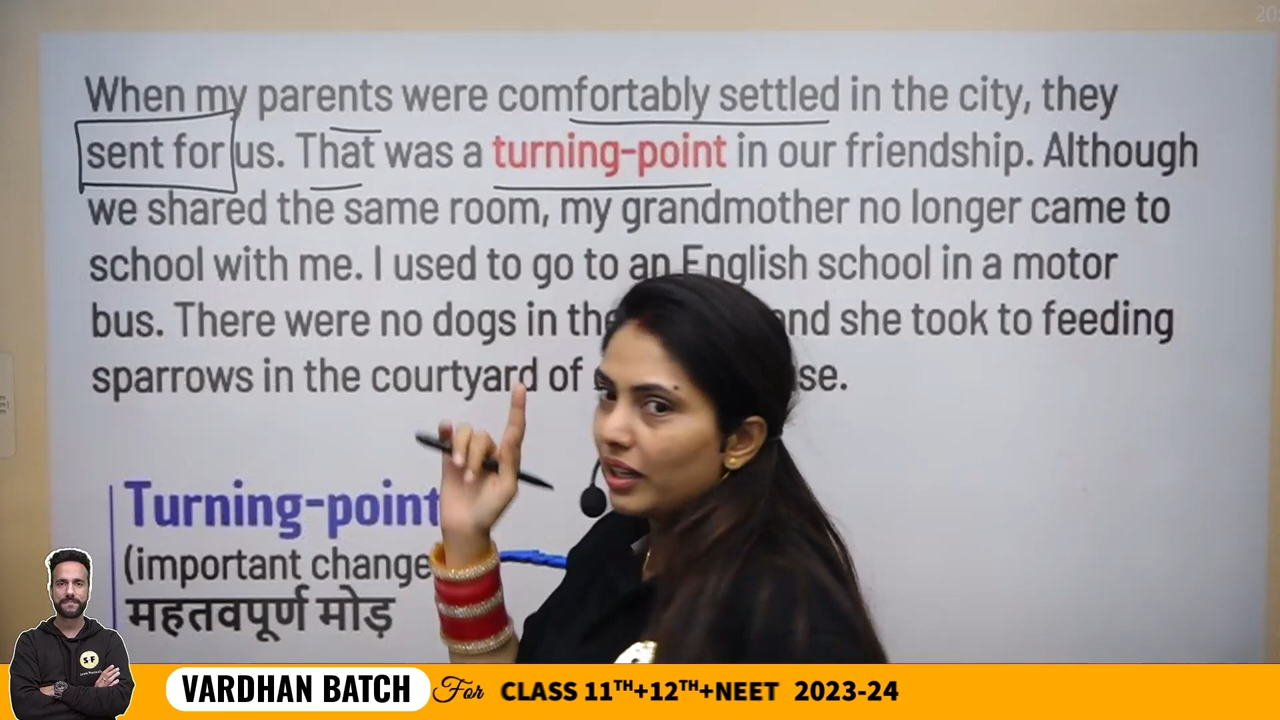 20
When my parents were comfortably settled in the city, they
sent for us. That was a turning-point in our friendship. Although
we shared the same room, my grandmother no longer came to
school with me. I used to go to an English school in a motor
bus. There were no dogs in the and she took to feeding
sparrows in the courtyard of se.
Turning-point
(important change
महतवपूर्ण मोड़
SF
VARDHAN BATCH For CLASS 11TH+12TH+NEET 2023-24